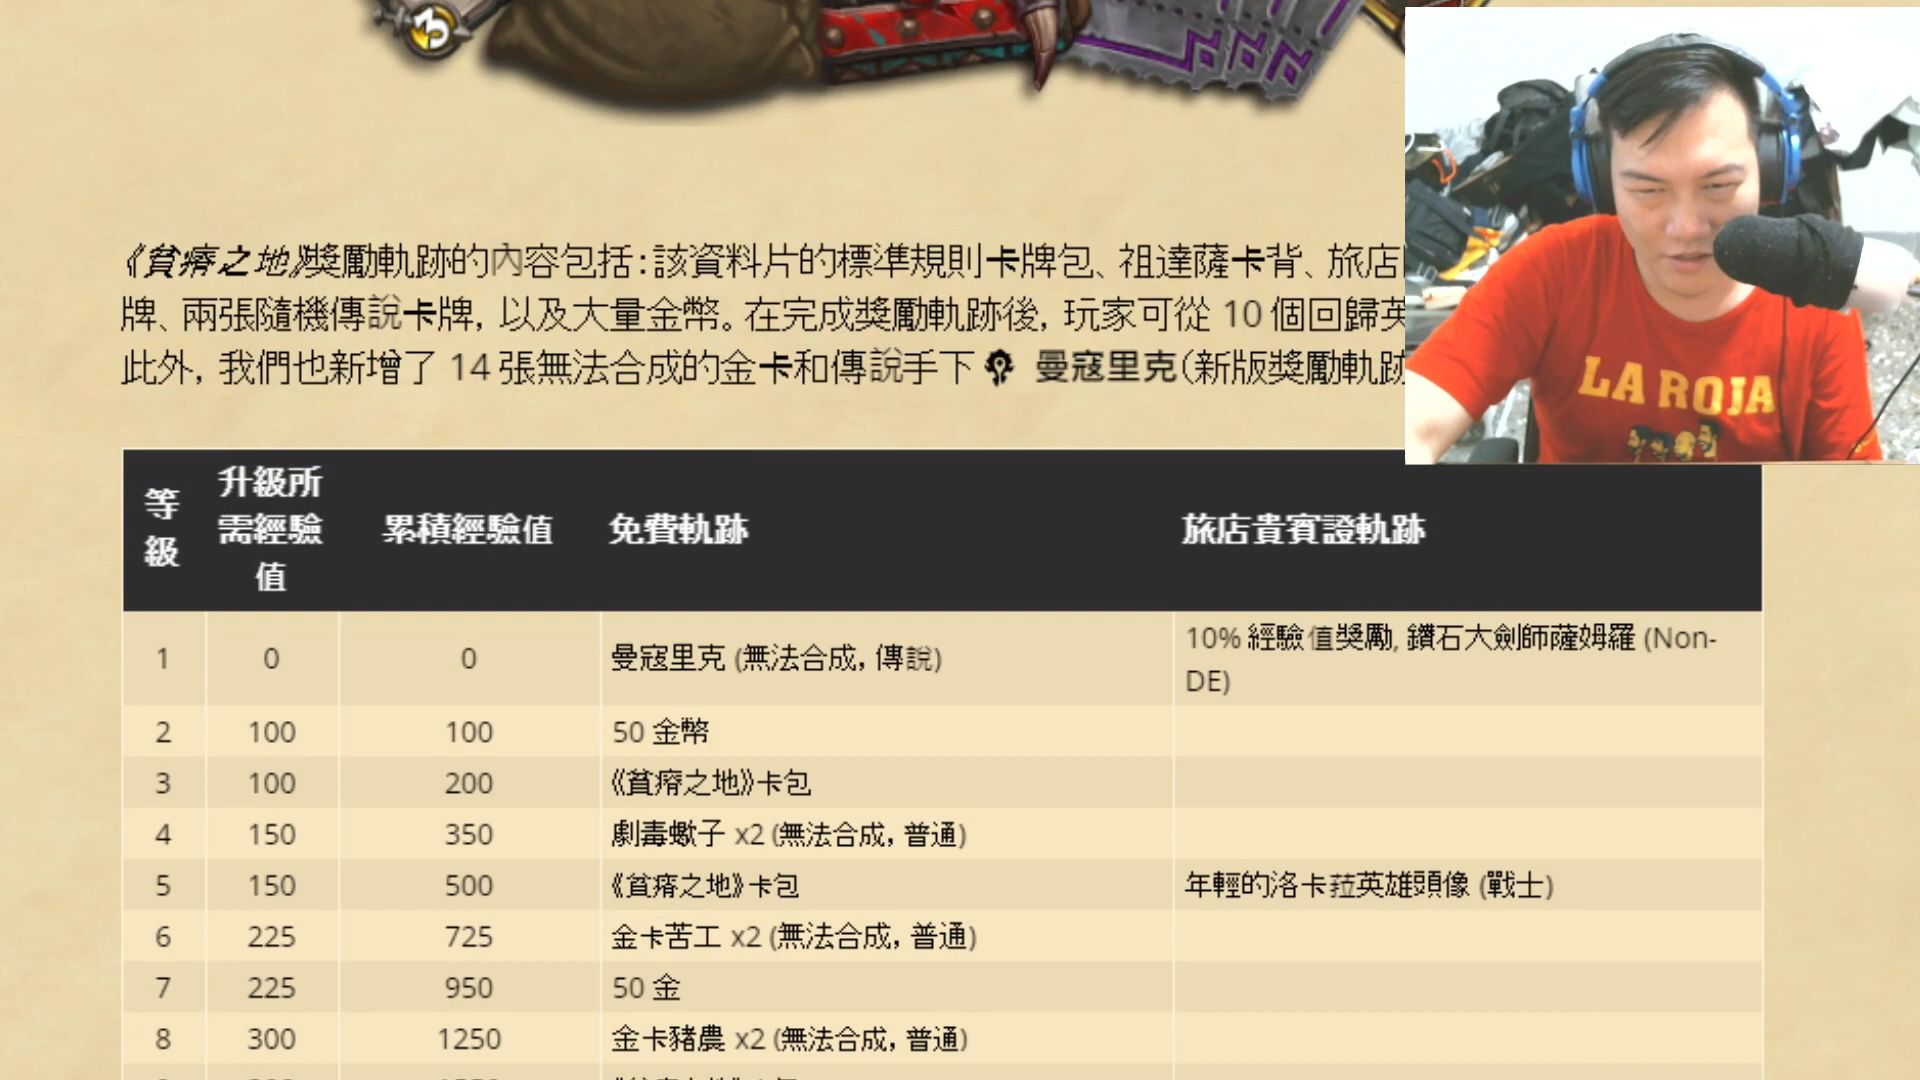 3
《貧瘠之地》獎勵軌跡的內容包括：該資料片的標準規則卡牌包、祖達薩卡背、旅店
牌、兩張隨機傳說卡牌，以及大量金幣。在完成獎勵軌跡後，玩家可從 10 個回歸英
此外，我們也新增了 14 張無法合成的金卡和傳說手下 曼寇里克（新版獎勵軌跡
LA ROJA
等級 升級所需經驗值 累積經驗值 免費軌跡 旅店貴賓證軌跡
1 0 0 曼寇里克 (無法合成，傳說) 10% 經驗值獎勵, 鑽石大劍師薩姆羅 (Non-
DE)
2 100 100 50 金幣
3 100 200 《貧瘠之地》卡包
4 150 350 劇毒蠍子 x2 (無法合成，普通)
5 150 500 《貧瘠之地》卡包 年輕的洛卡菈英雄頭像 (戰士)
6 225 725 金卡苦工 x2 (無法合成，普通)
7 225 950 50 金
8 300 1250 金卡豬農 x2 (無法合成，普通)